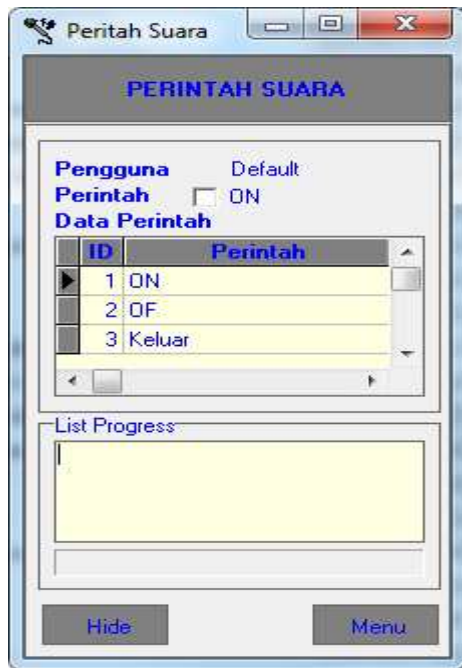 Peritah Suara
PERINTAH SUARA
Pengguna Default
Perintah ON
Data Perintah
ID Perintah
1 ON
2 OF
3 Keluar
List Progress
Hide Menu